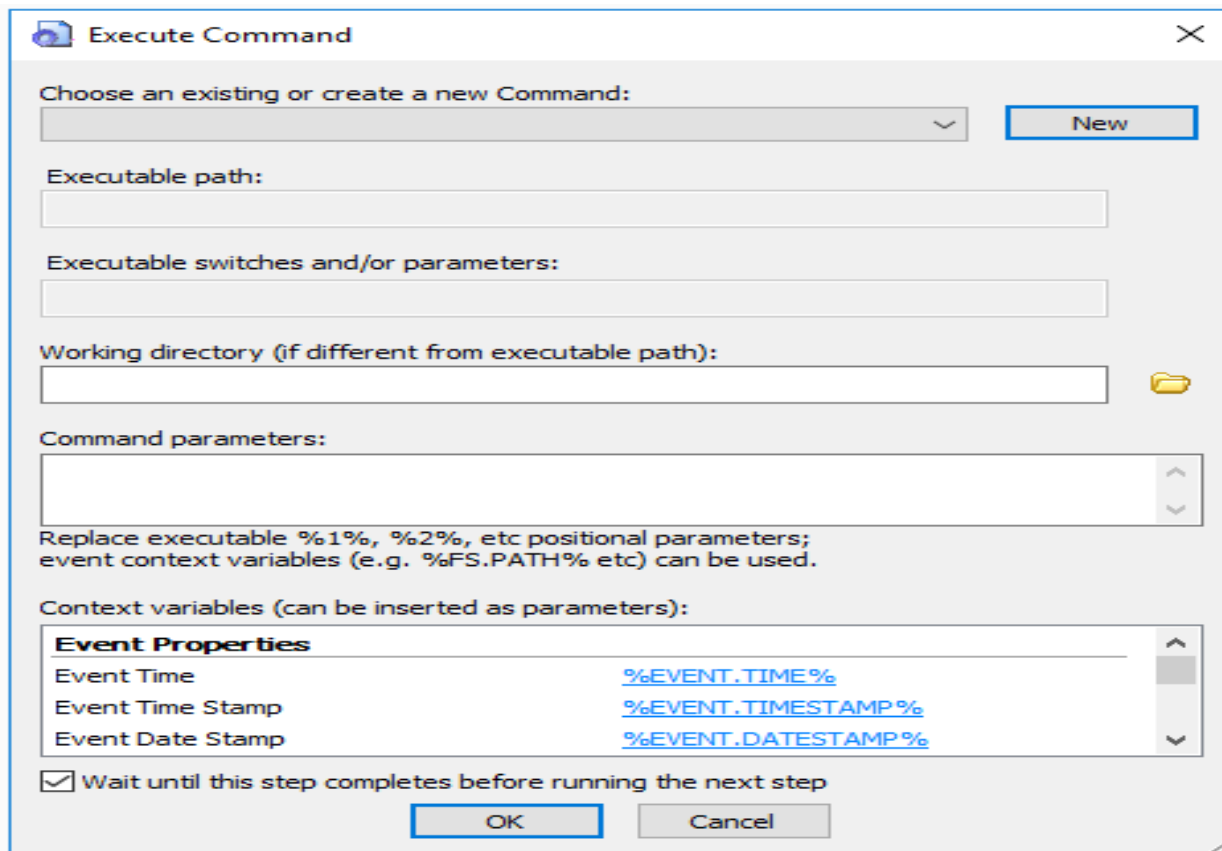 Execute Command
Choose an existing or create a new Command:
New
Executable path:
Executable switches and/or parameters:
Working directory (if different from executable path):
Command parameters:
Replace executable %1%, %2%, etc positional parameters;
event context variables (e.g. %FS.PATH% etc) can be used.
Context variables (can be inserted as parameters):
Event Properties
Event Time %EVENT.TIME%
Event Time Stamp %EVENT.TIMESTAMP%
Event Date Stamp %EVENT.DATESTAMP%
Wait until this step completes before running the next step
OK Cancel